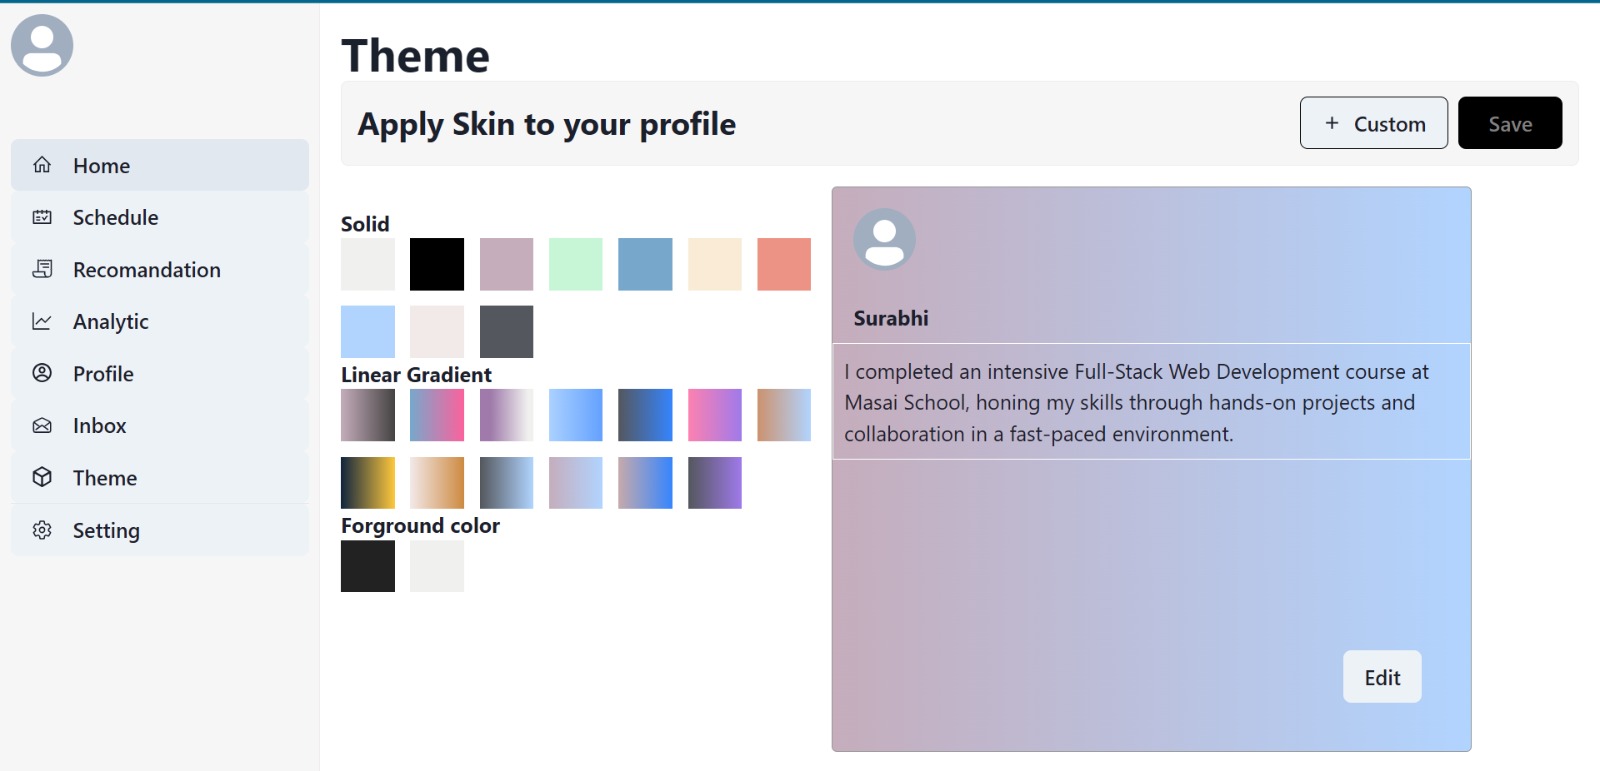 Theme
Apply Skin to your profile
+ Custom
Save
Home
Schedule
Recomandation
Analytic
Profile
Inbox
Theme
Setting
Solid
Linear Gradient
Forground color
Surabhi
I completed an intensive Full-Stack Web Development course at
Masai School, honing my skills through hands-on projects and
collaboration in a fast-paced environment.
Edit